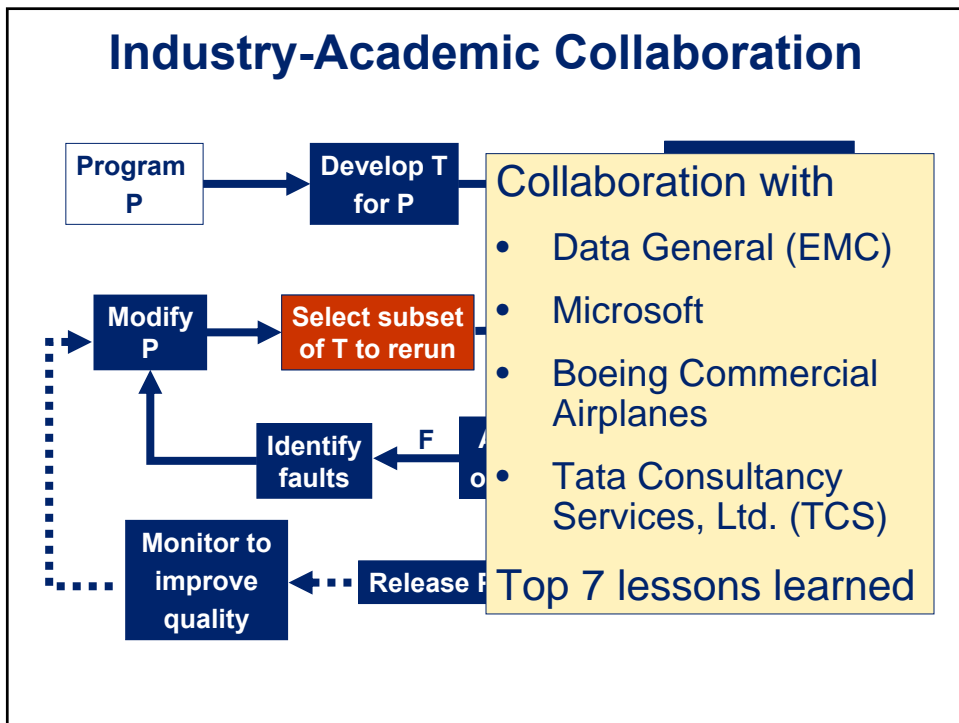 Industry-Academic Collaboration
Program
P
Develop T
for P
Collaboration with
• Data General (EMC)
• Microsoft
• Boeing Commercial
Airplanes
• Tata Consultancy
Services, Ltd. (TCS)
Top 7 lessons learned
Modify
P
Select subset
of T to rerun
Identify
faults
F
Monitor to
improve
quality
Release